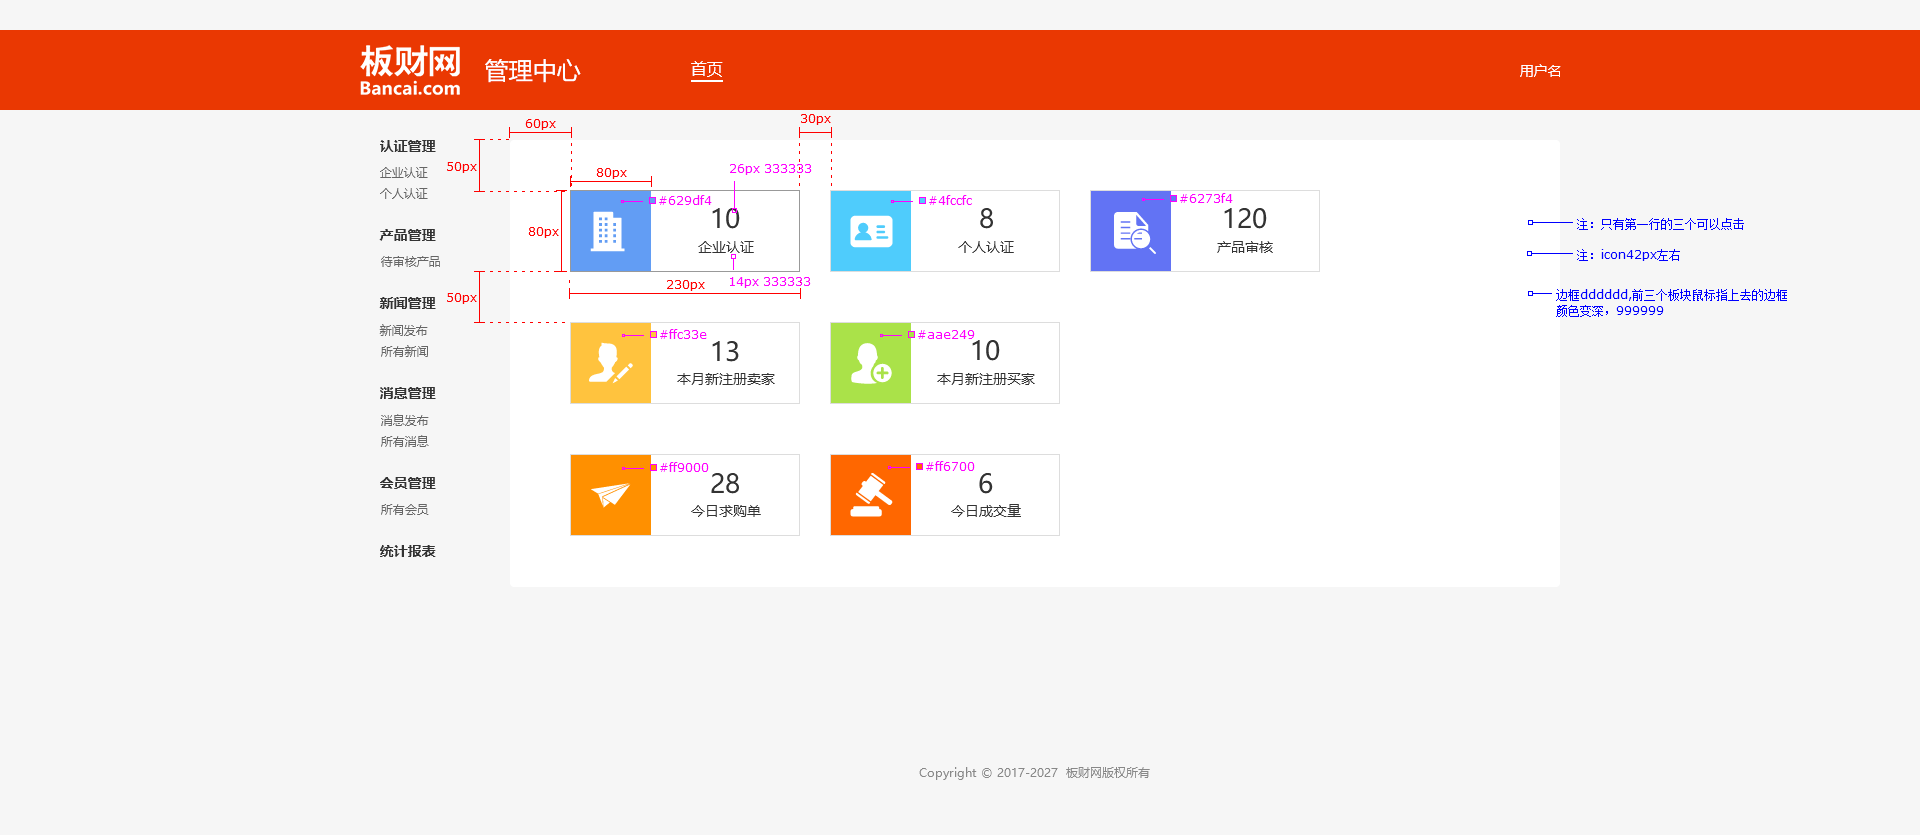 板财网
Bancai.com
管理中心
首页
用户名
60px
30px
认证管理
企业认证
个人认证
50px
80px
26px 333333
80px
#629df4
10
企业认证
14px 333333
230px
#4fccfc
8
个人认证
#6273f4
120
产品审核
注：只有第一行的三个可以点击
注：icon42px左右
边框dddddd,前三个板块鼠标指上去的边框
颜色变深，999999
产品管理
待审核产品
50px
新闻管理
新闻发布
所有新闻
#ffc33e
13
本月新注册卖家
#aae249
10
本月新注册买家
消息管理
消息发布
所有消息
#ff9000
28
今日求购单
#ff6700
6
今日成交量
会员管理
所有会员
统计报表
Copyright © 2017-2027 板财网版权所有